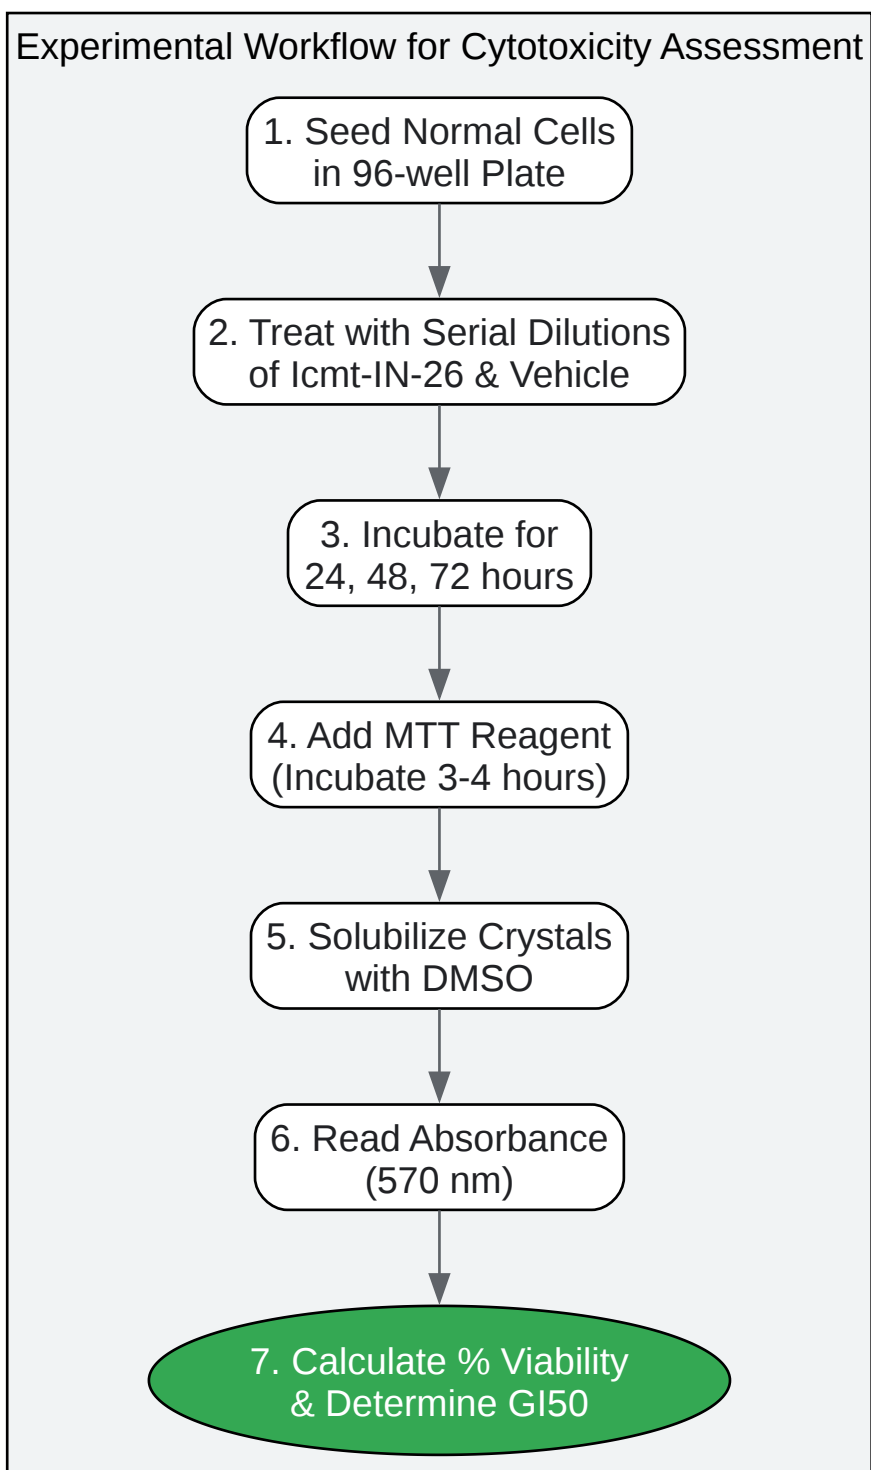 Experimental Workflow for Cytotoxicity Assessment
1. Seed Normal Cells
in 96-well Plate
2. Treat with Serial Dilutions
of Icmt-IN-26 & Vehicle
3. Incubate for
24, 48, 72 hours
4. Add MTT Reagent
(Incubate 3-4 hours)
5. Solubilize Crystals
with DMSO
6. Read Absorbance
(570 nm)
7. Calculate % Viability
& Determine GI50